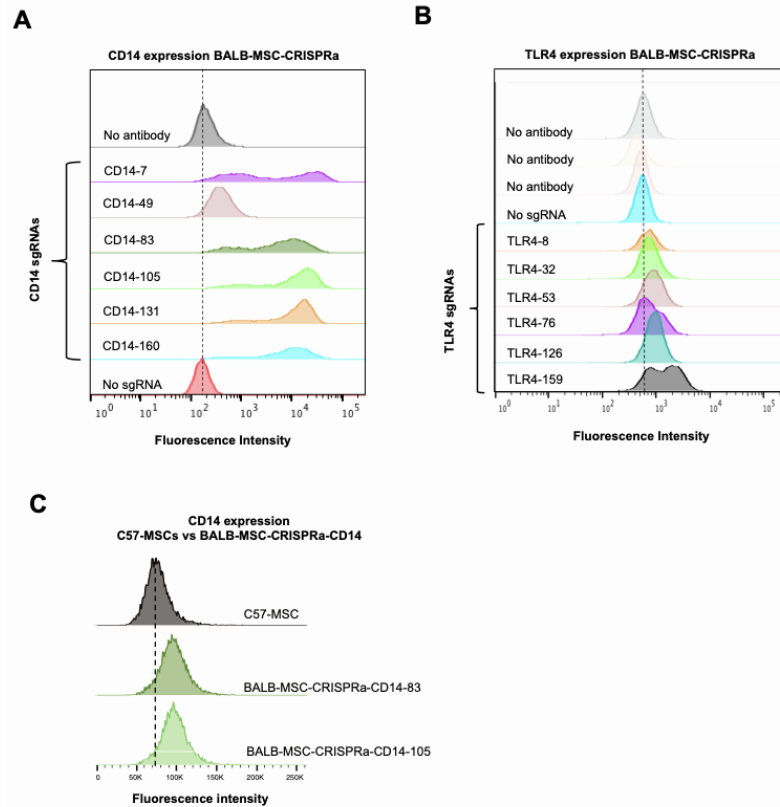 A
CD14 expression BALB-MSC-CRISPRa
No antibody
CD14-7
CD14-49
CD14-83
CD14-105
CD14-131
CD14-160
No sgRNA
CD14 sgRNAs
10^0 10^1 10^2 10^3 10^4 10^5
Fluorescence Intensity
B
TLR4 expression BALB-MSC-CRISPRa
No antibody
No antibody
No antibody
No sgRNA
TLR4-8
TLR4-32
TLR4-53
TLR4-76
TLR4-126
TLR4-159
TLR4 sgRNAs
10^0 10^1 10^2 10^3 10^4 10^5
Fluorescence Intensity
C
CD14 expression
C57-MSCs vs BALB-MSC-CRISPRa-CD14
C57-MSC
BALB-MSC-CRISPRa-CD14-83
BALB-MSC-CRISPRa-CD14-105
0 50K 100K 150K 200K 250K
Fluorescence intensity